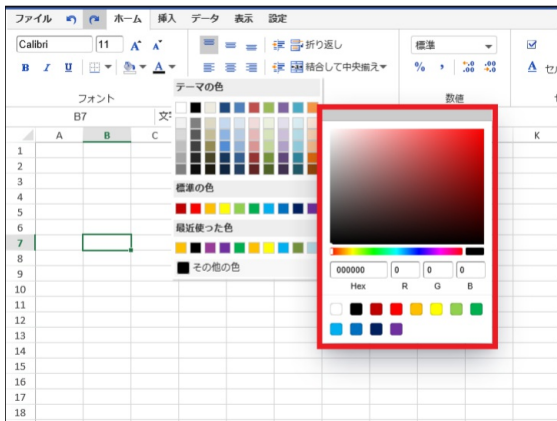 ファイル ホーム 挿入 データ 表示 設定
Calibri 11 A A 折り返し 標準
B I U A 結合して中央揃え % , .00 .00 A セル
フォント 数値
B7 文
テーマの色
標準の色
最近使った色
その他の色
000000 0 0 0
Hex R G B
A B C K
1
2
3
4
5
6
7
8
9
10
11
12
13
14
15
16
17
18